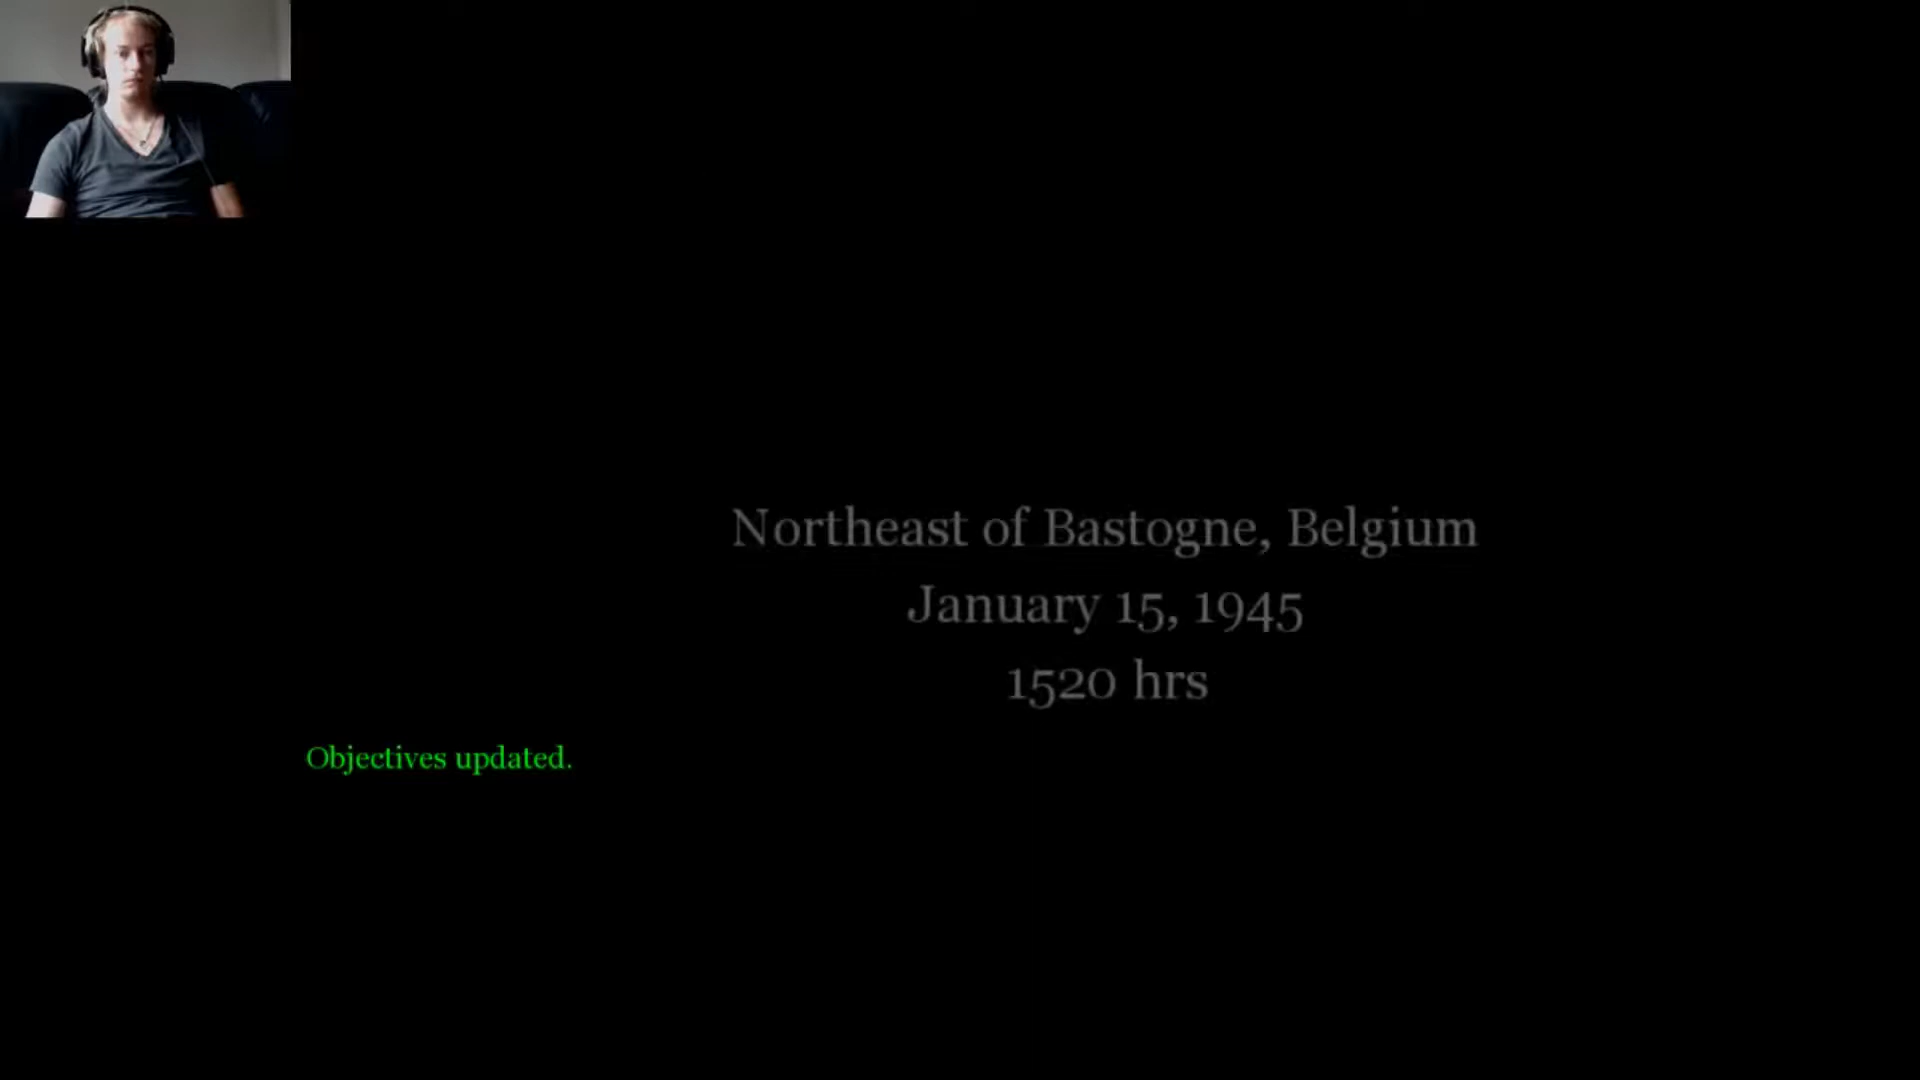 Northeast of Bastogne, Belgium
January 15, 1945
1520 hrs
Objectives updated.